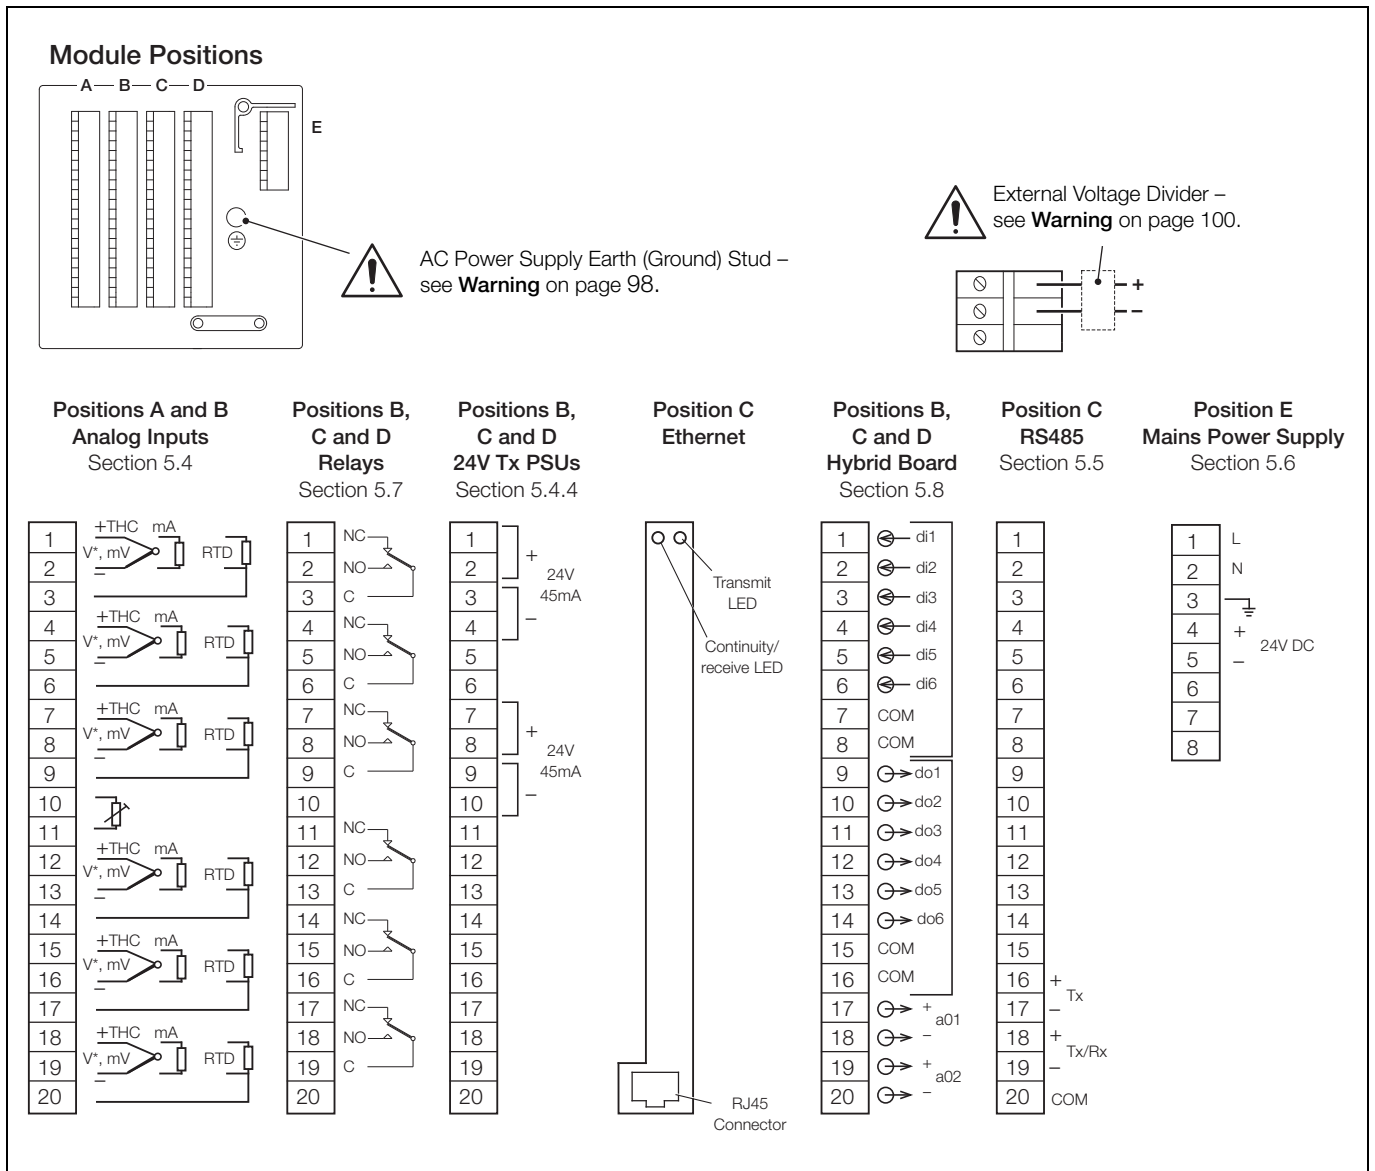 Module Positions
A B C D
E
AC Power Supply Earth (Ground) Stud –
see Warning on page 98.
External Voltage Divider –
see Warning on page 100.
+
–
Positions A and B
Analog Inputs
Section 5.4
1
2
3
4
5
6
7
8
9
10
11
12
13
14
15
16
17
18
19
20
+THC mA
V*, mV RTD
–
+THC mA
V*, mV RTD
–
+THC mA
V*, mV RTD
–
+THC mA
V*, mV RTD
–
+THC mA
V*, mV RTD
–
+THC mA
V*, mV RTD
–
Positions B,
C and D
Relays
Section 5.7
1 NC
2 NO
3 C
4 NC
5 NO
6 C
7 NC
8 NO
9 C
10
11 NC
12 NO
13 C
14 NC
15 NO
16 C
17 NC
18 NO
19 C
20
Positions B,
C and D
24V Tx PSUs
Section 5.4.4
1
2
3
4
5
6
7
8
9
10
11
12
13
14
15
16
17
18
19
20
+
24V
45mA
–
+
24V
45mA
–
Position C
Ethernet
Transmit
LED
Continuity/
receive LED
RJ45
Connector
Positions B,
C and D
Hybrid Board
Section 5.8
1 di1
2 di2
3 di3
4 di4
5 di5
6 di6
7 COM
8 COM
9 do1
10 do2
11 do3
12 do4
13 do5
14 do6
15 COM
16 COM
17 +
a01
18 –
19 +
a02
20 –
Position C
RS485
Section 5.5
1
2
3
4
5
6
7
8
9
10
11
12
13
14
15
16 +
Tx
17 –
18 +
Tx/Rx
19 –
20 COM
Position E
Mains Power Supply
Section 5.6
1 L
2 N
3
4 +
24V DC
5 –
6
7
8